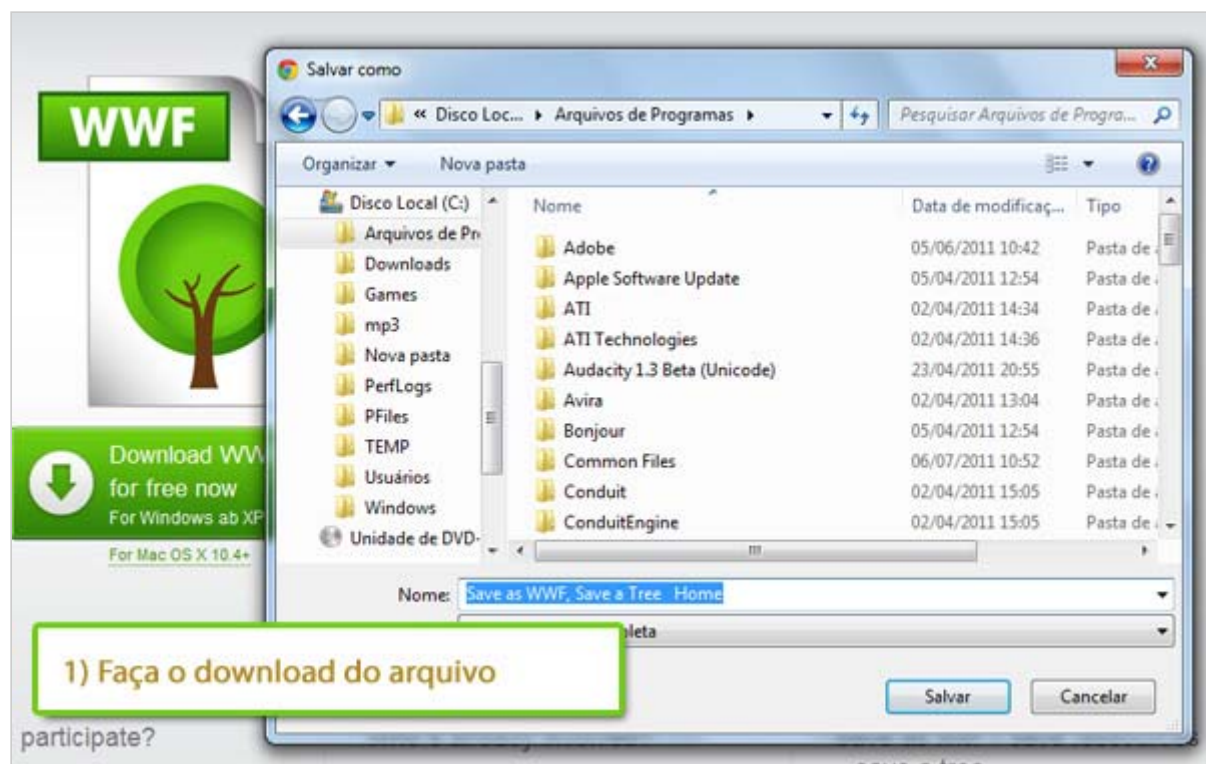 Salvar como
WWF
« Disco Loc... ▸ Arquivos de Programas ▸
Pesquisar Arquivos de Progra...
Organizar
Nova pasta
Disco Local (C:)
Arquivos de Pr
Downloads
Games
mp3
Nova pasta
PerfLogs
PFiles
TEMP
Usuários
Windows
Unidade de DVD-
Nome Data de modificaç... Tipo
Adobe 05/06/2011 10:42 Pasta de
Apple Software Update 05/04/2011 12:54 Pasta de
ATI 02/04/2011 14:34 Pasta de
ATI Technologies 02/04/2011 14:36 Pasta de
Audacity 1.3 Beta (Unicode) 23/04/2011 20:55 Pasta de
Avira 02/04/2011 13:04 Pasta de
Bonjour 05/04/2011 12:54 Pasta de
Common Files 06/07/2011 10:52 Pasta de
Conduit 02/04/2011 15:05 Pasta de
ConduitEngine 02/04/2011 15:05 Pasta de
Download WW
for free now
For Windows ab XP
For Mac OS X 10.4+
Nome: Save as WWF, Save a Tree Home
leta
1) Faça o download do arquivo
Salvar
Cancelar
participate?